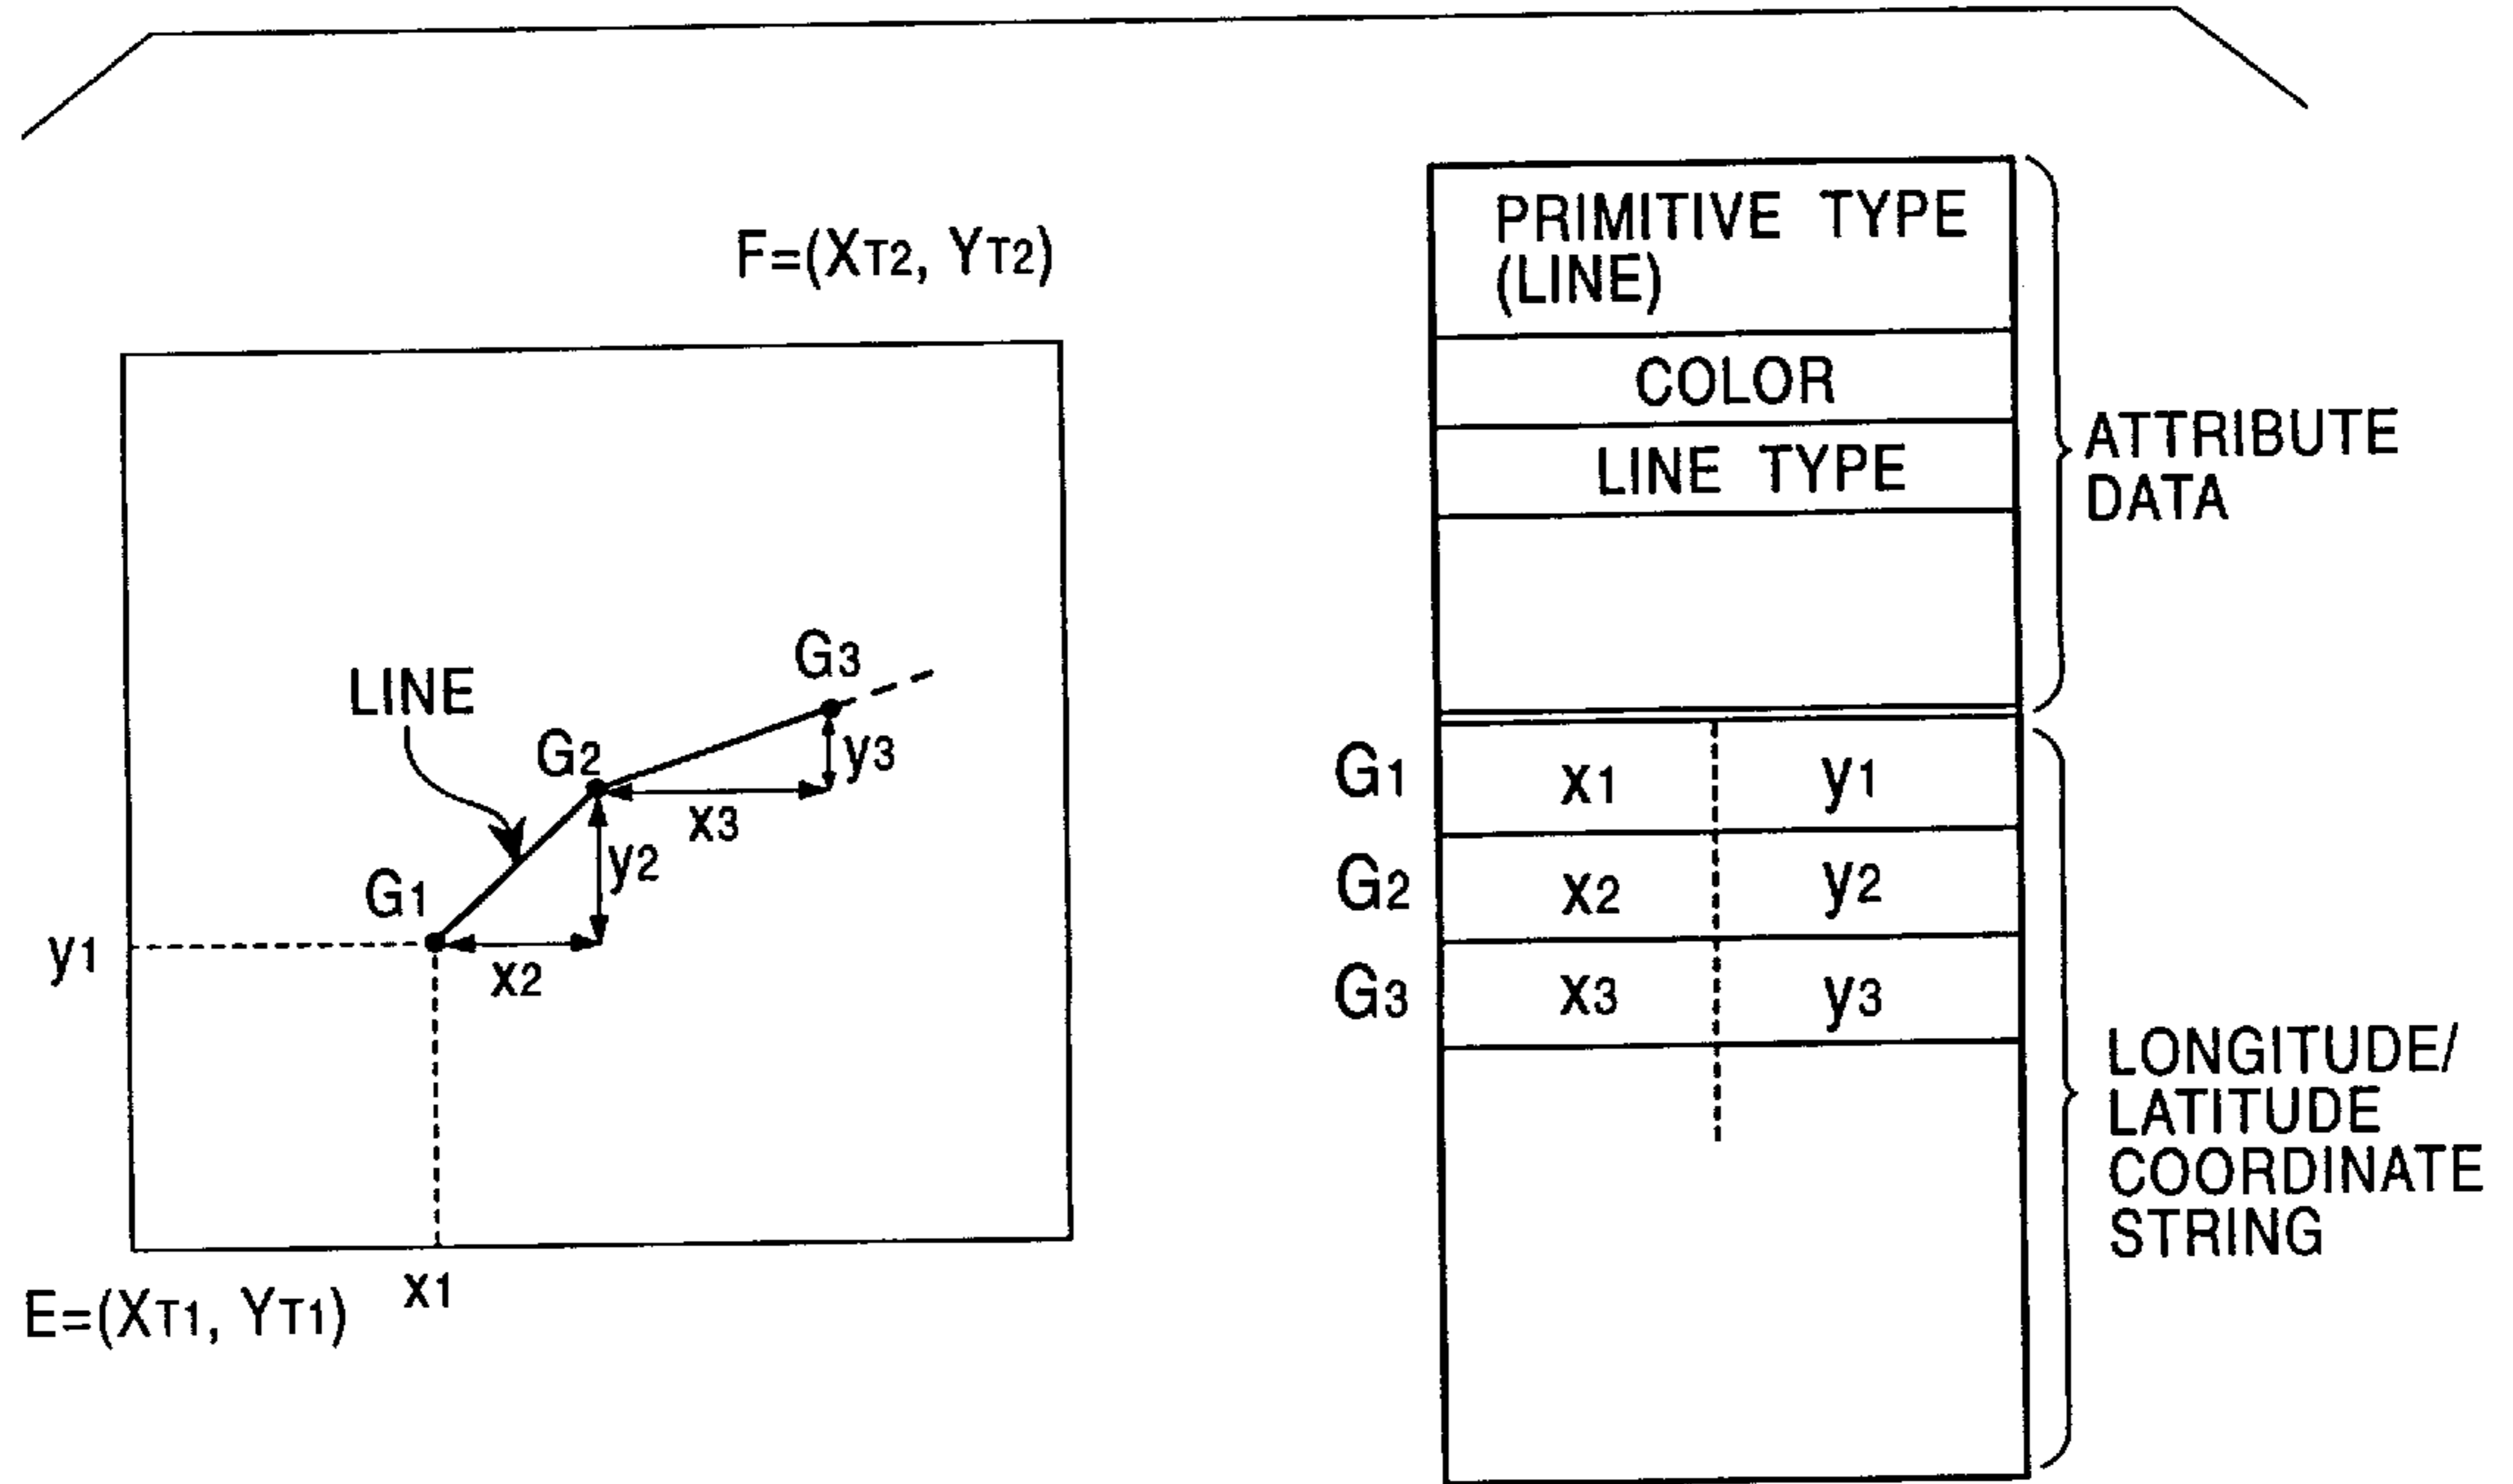 F=(XT2, YT2)
LINE
G3
G2
y3
x3
y2
G1
y1
x2
x1
E=(XT1, YT1)
PRIMITIVE TYPE
(LINE)
COLOR
LINE TYPE
ATTRIBUTE
DATA
G1 x1 y1
G2 x2 y2
G3 x3 y3
LONGITUDE/
LATITUDE
COORDINATE
STRING